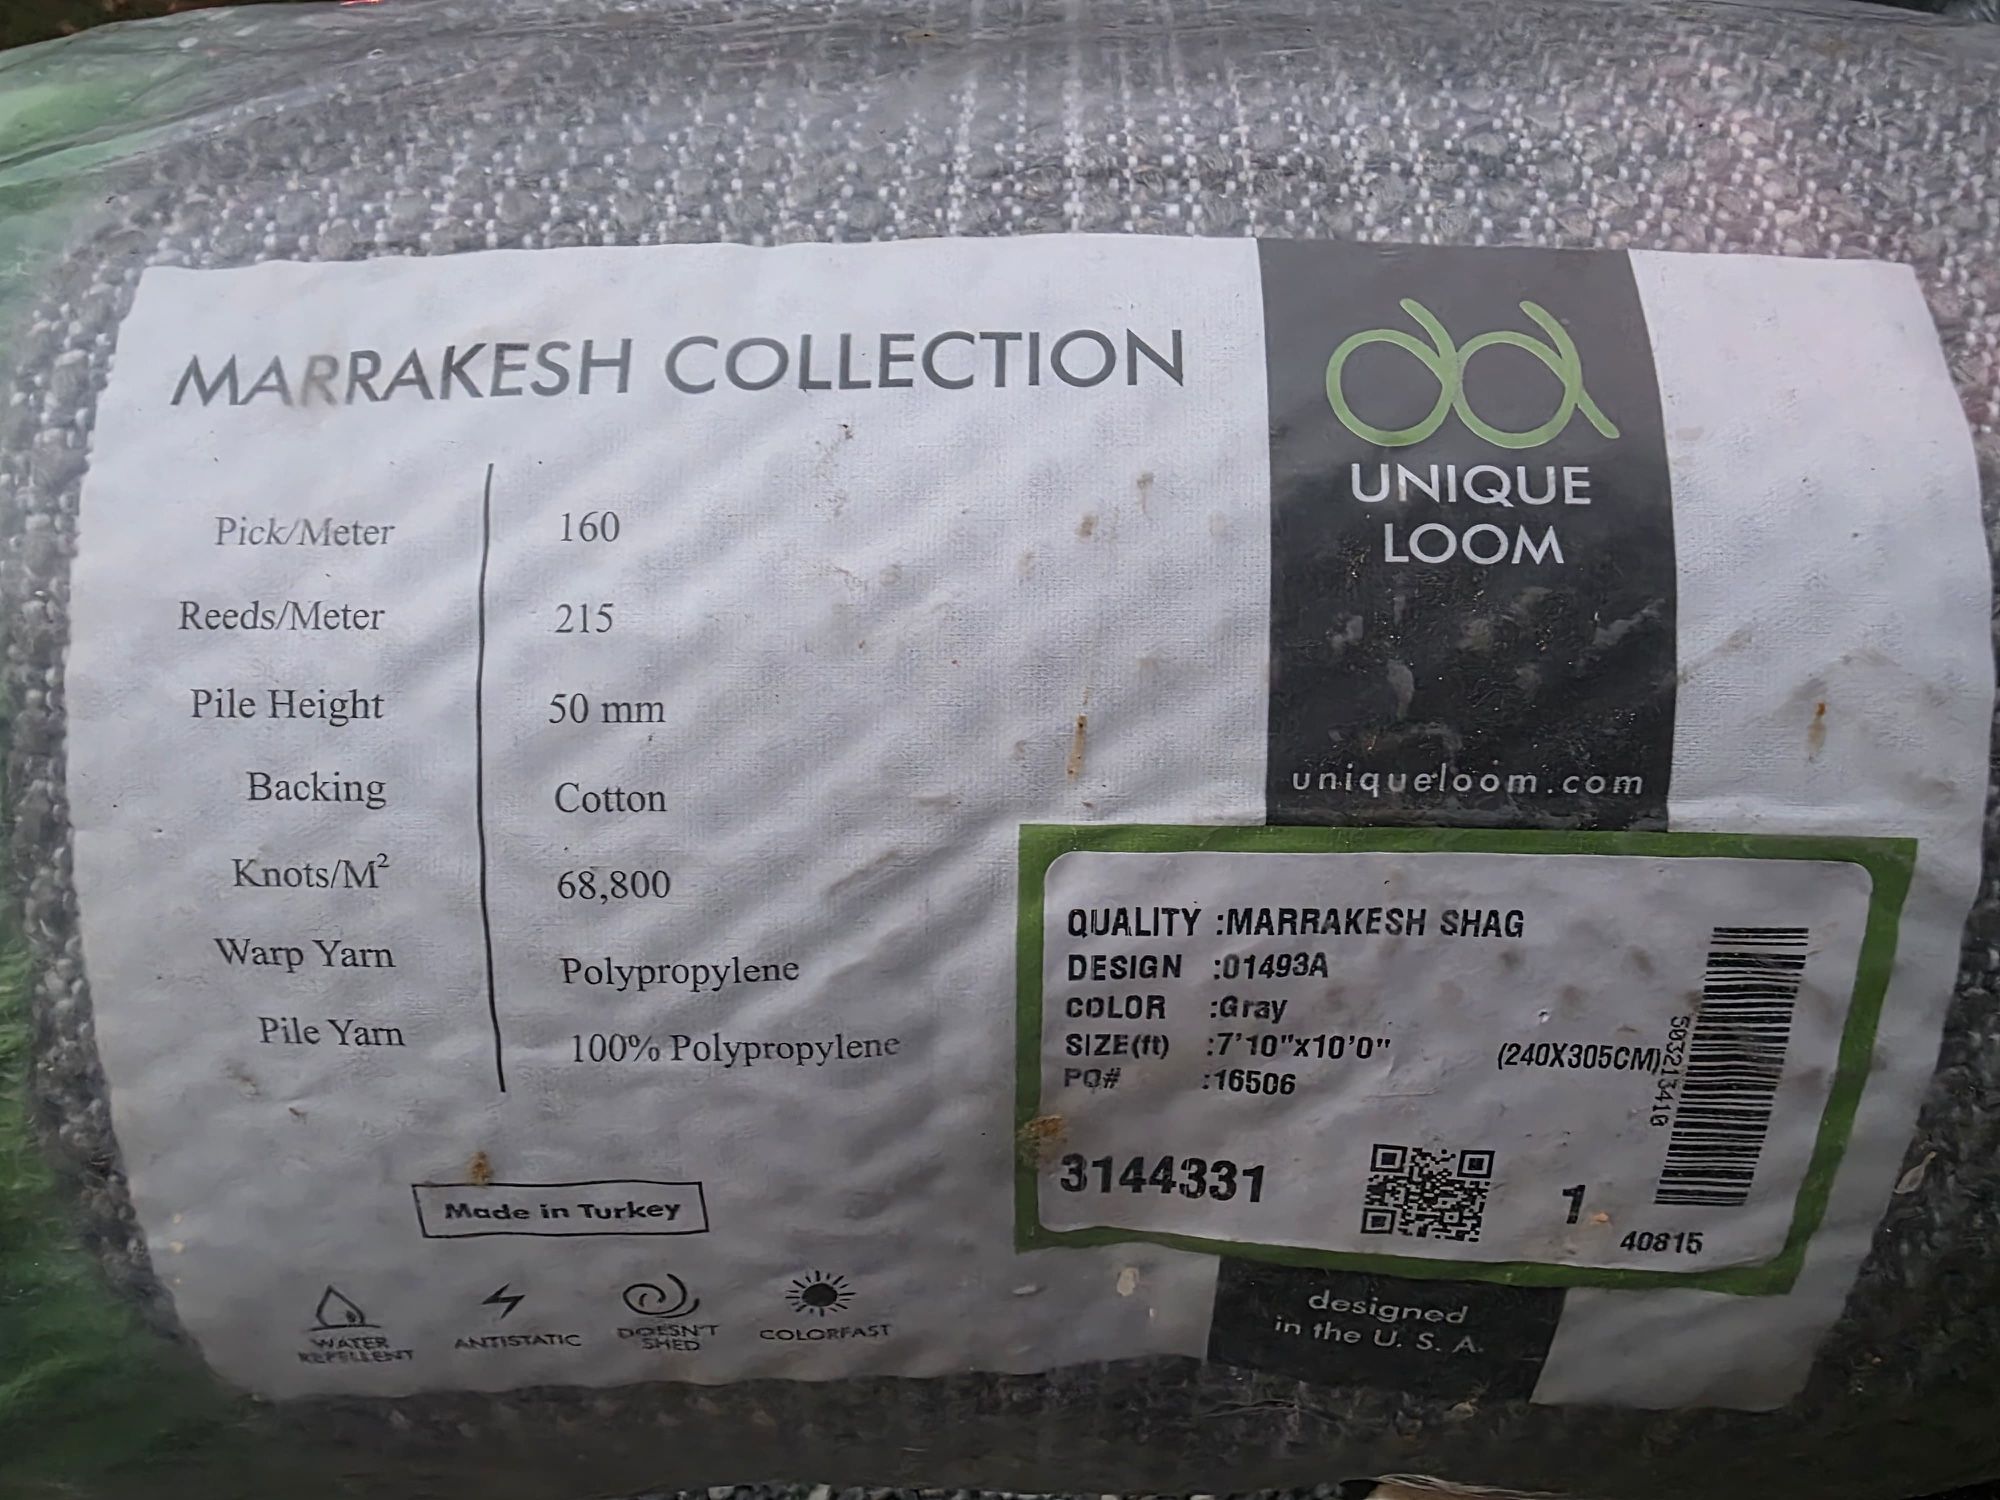 MARRAKESH COLLECTION
Pick/Meter 160
Reeds/Meter 215
Pile Height 50 mm
Backing Cotton
Knots/M² 68,800
Warp Yarn Polypropylene
Pile Yarn 100% Polypropylene
Made in Turkey
WATER REPELLENT
ANTISTATIC
DOESN'T SHED
COLORFAST
UNIQUE
LOOM
uniqueloom.com
QUALITY :MARRAKESH SHAG
DESIGN :01493A
COLOR :Gray
SIZE(ft) :7'10"x10'0" (240X305CM)
PO# :16506
503213410
3144331 1
40815
designed
in the U. S. A.